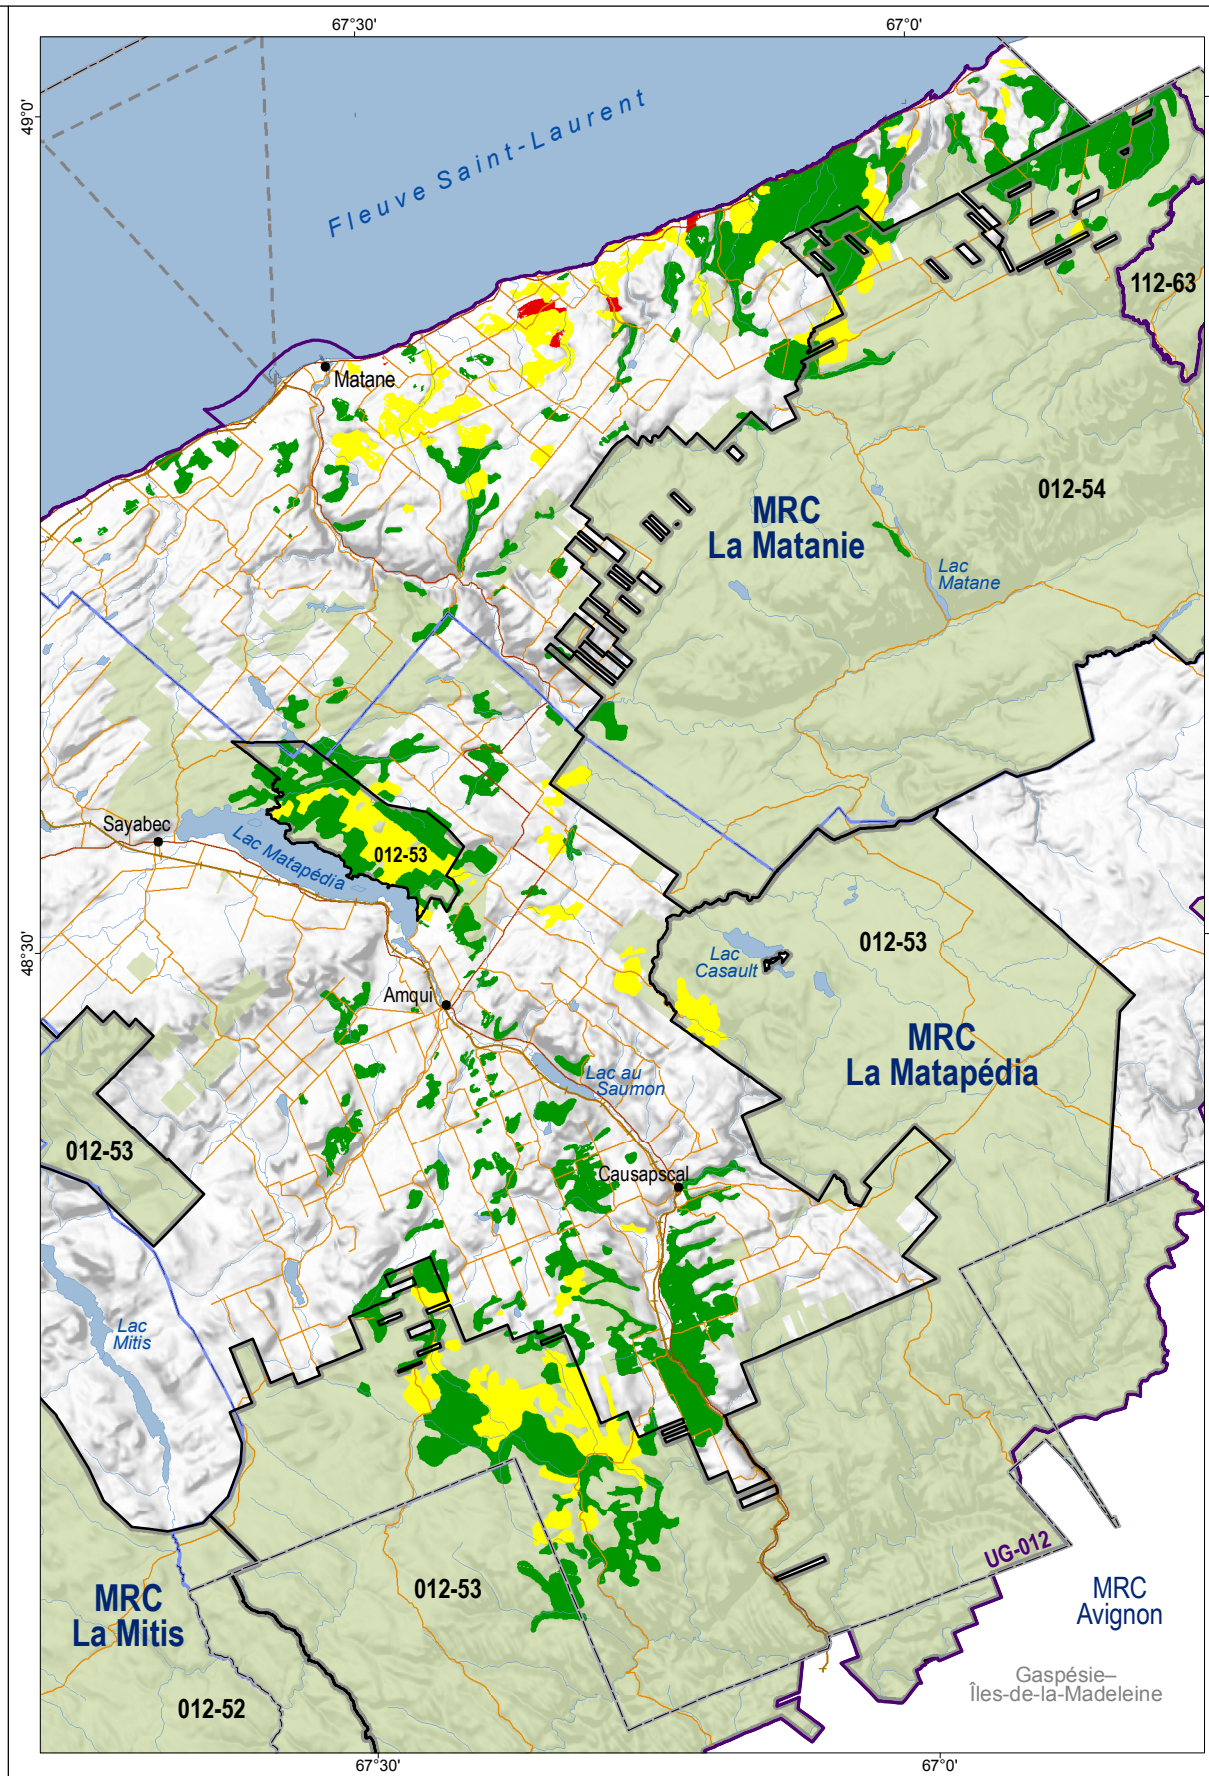 67°30'
67°0'
49°0'
Fleuve Saint-Laurent
112-63
Matane
012-54
MRC
La Matanie
Lac
Matane
Sayabec
Lac Matapédia
012-53
48°30'
Lac
Casault
012-53
Amqui
MRC
La Matapédia
Lac au
Saumon
012-53
Causapscal
Lac
Mitis
UG-012
012-53
MRC
La Mitis
MRC
Avignon
Gaspésie–
Îles-de-la-Madeleine
012-52
67°30'
67°0'